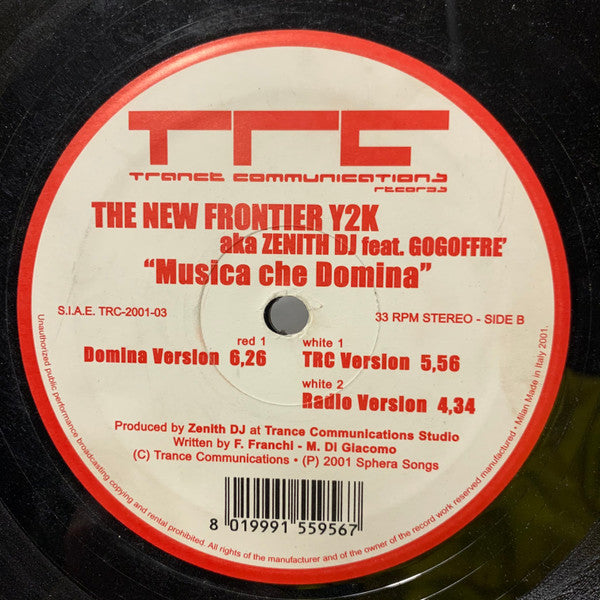 TRC
Trance Communications
records
THE NEW FRONTIER Y2K
aka ZENITH DJ feat. GOGOFFRE'
“Musica che Domina”
S.I.A.E. TRC-2001-03
33 RPM STEREO - SIDE B
red 1
Domina Version 6,26
white 1
TRC Version 5,56
white 2
Radio Version 4,34
Produced by Zenith DJ at Trance Communications Studio
Written by F. Franchi - M. Di Giacomo
(C) Trance Communications • (P) 2001 Sphera Songs
8 019991 559567
Unauthorized public performance broadcasting copying and rental prohibited. All rights of the manufacturer and of the owner of the record work reserved manufacturer • Milan Made in Italy 2001.